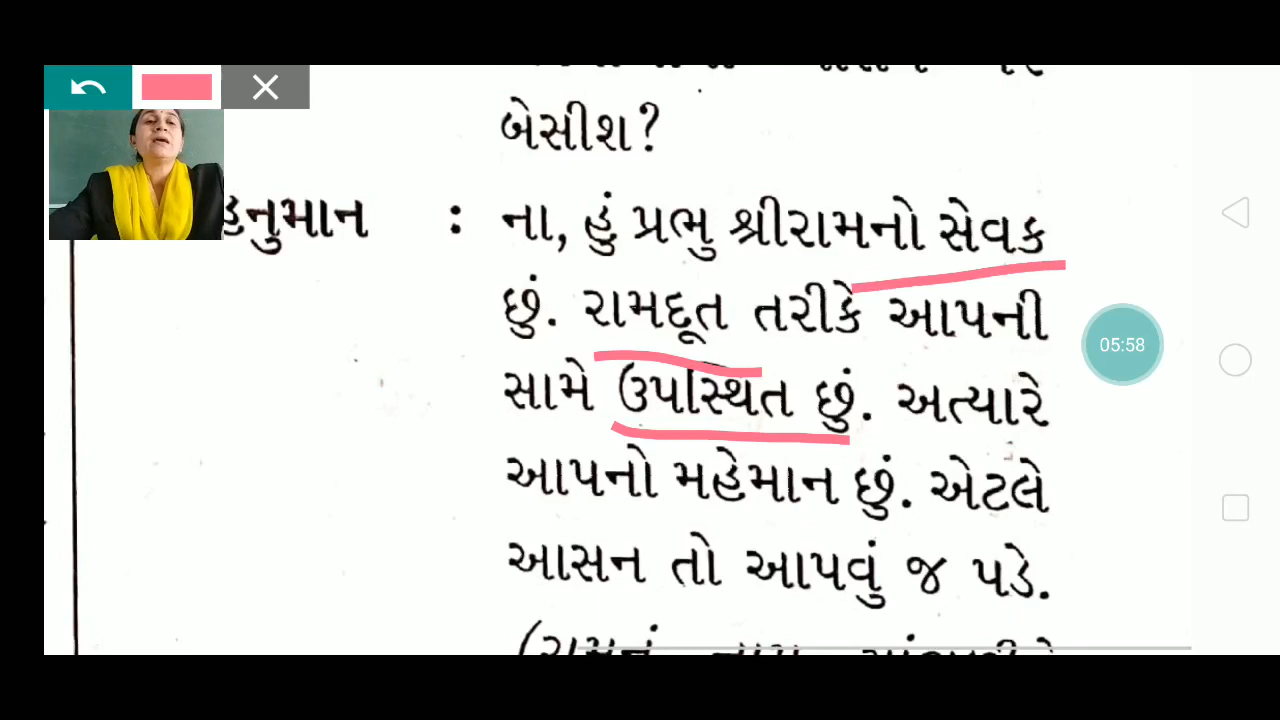 બેસીશ?
હનુમાન : ના, હું પ્રભુ શ્રીરામનો સેવક
છું. રામદૂત તરીકે આપની
સામે ઉપસ્થિત છું. અત્યારે
આપનો મહેમાન છું. એટલે
આસન તો આપવું જ પડે.
05:58